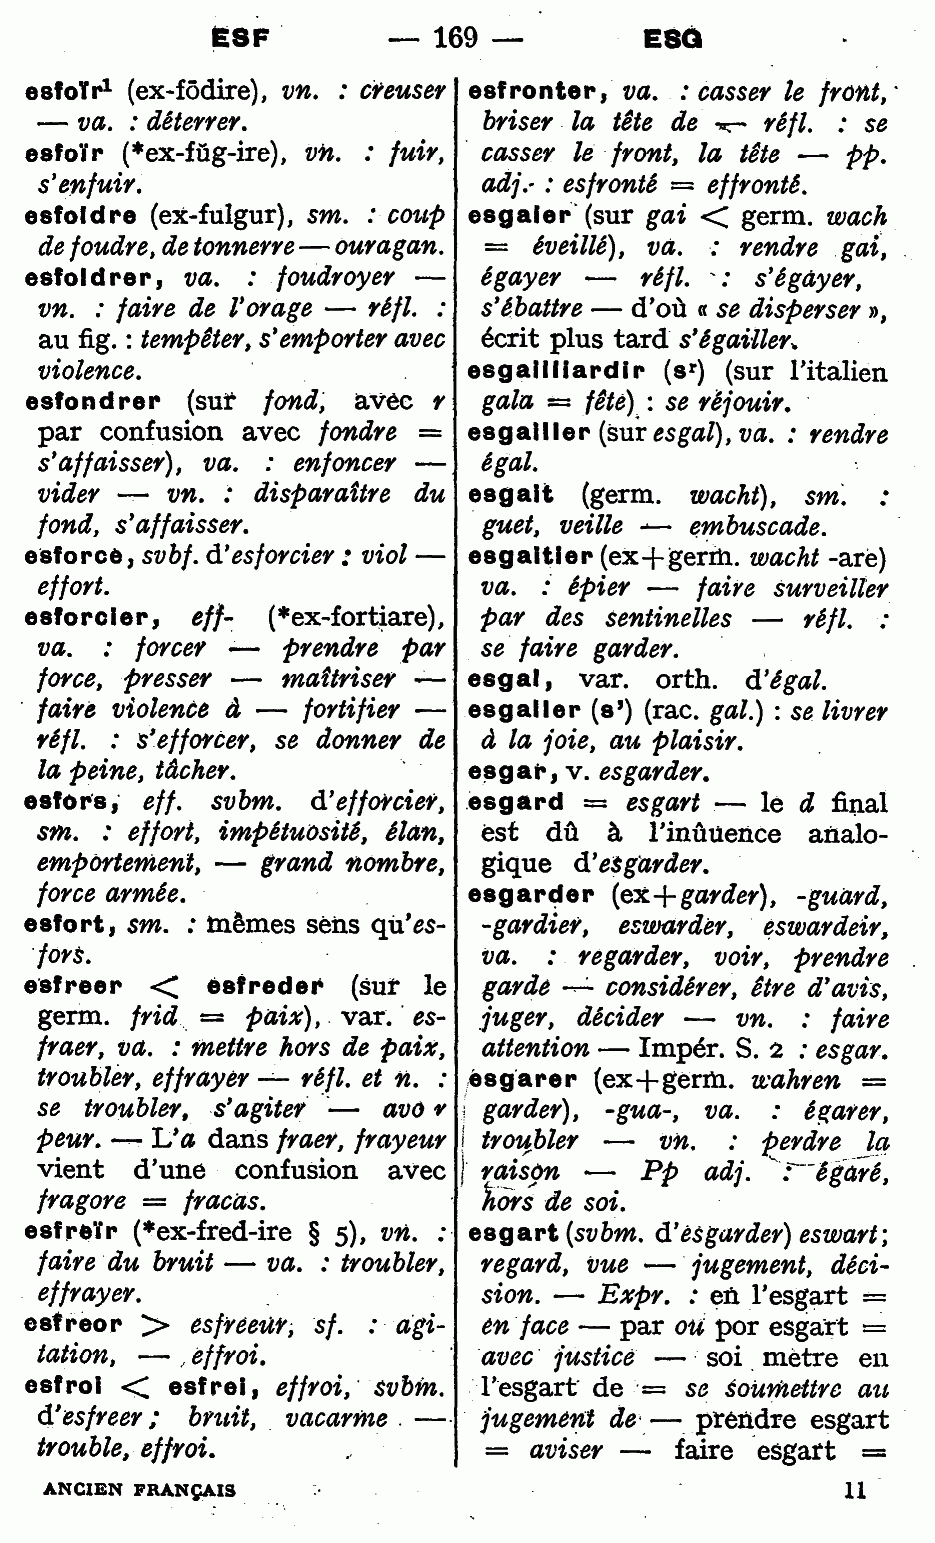 ESF — 169 — ESG
esfoïr¹ (ex-fōdire), vn. : creuser
— va. : déterrer.
esfoïr (*ex-fŭg-ire), vn. : fuir,
s'enfuir.
esfoldre (ex-fulgur), sm. : coup
de foudre, de tonnerre — ouragan.
esfoldrer, va. : foudroyer —
vn. : faire de l'orage — réfl. :
au fig. : tempêter, s'emporter avec
violence.
esfondrer (sur fond, avec r
par confusion avec fondre =
s'affaisser), va. : enfoncer —
vider — vn. : disparaître du
fond, s'affaisser.
esforce, svbf. d'esforcier : viol —
effort.
esforcier, eff- (*ex-fortiare),
va. : forcer — prendre par
force, presser — maîtriser —
faire violence à — fortifier —
réfl. : s'efforcer, se donner de
la peine, tâcher.
esfors, eff. svbm. d'efforcier,
sm. : effort, impétuosité, élan,
emportement, — grand nombre,
force armée.
esfort, sm. : mêmes sens qu'es-
fors.
esfreer < esfreder (sur le
germ. frid = paix), var. es-
fraer, va. : mettre hors de paix,
troubler, effrayer — réfl. et n. :
se troubler, s'agiter — avo r
peur. — L'a dans fraer, frayeur
vient d'une confusion avec
fragore = fracas.
esfreïr (*ex-fred-ire § 5), vn. :
faire du bruit — va. : troubler,
effrayer.
esfreor > esfreeur, sf. : agi-
tation, — effroi.
esfroi < esfrei, effroi, svbm.
d'esfreer ; bruit, vacarme —
trouble, effroi.
esfronter, va. : casser le front,
briser la tête de — réfl. : se
casser le front, la tête — pp.
adj. : esfronté = effronté.
esgaier (sur gai < germ. wach
= éveillé), va. : rendre gai,
égayer — réfl. : s'égayer,
s'ébattre — d'où « se disperser »,
écrit plus tard s'égailler.
esgailliardir (sʳ) (sur l'italien
gala = fête) : se réjouir.
esgaillier (sur esgal), va. : rendre
égal.
esgait (germ. wacht), sm. :
guet, veille — embuscade.
esgaitier (ex+germ. wacht -are)
va. : épier — faire surveiller
par des sentinelles — réfl. :
se faire garder.
esgal, var. orth. d'égal.
esgaller (s') (rac. gal.) : se livrer
à la joie, au plaisir.
esgar, v. esgarder.
esgard = esgart — le d final
est dû à l'inûuence analo-
gique d'esgarder.
esgarder (ex+garder), -guard,
-gardier, eswarder, eswardeir,
va. : regarder, voir, prendre
garde — considérer, être d'avis,
juger, décider — vn. : faire
attention — Impér. S. 2 : esgar.
esgarer (ex+germ. wahren =
garder), -gua-, va. : égarer,
troubler — vn. : perdre la
raison — Pp adj. : égaré,
hors de soi.
esgart (svbm. d'esgarder) eswart ;
regard, vue — jugement, déci-
sion. — Expr. : en l'esgart =
en face — par ou por esgart =
avec justice — soi metre en
l'esgart de = se soumettre au
jugement de — prendre esgart
= aviser — faire esgart =
ANCIEN FRANÇAIS 11